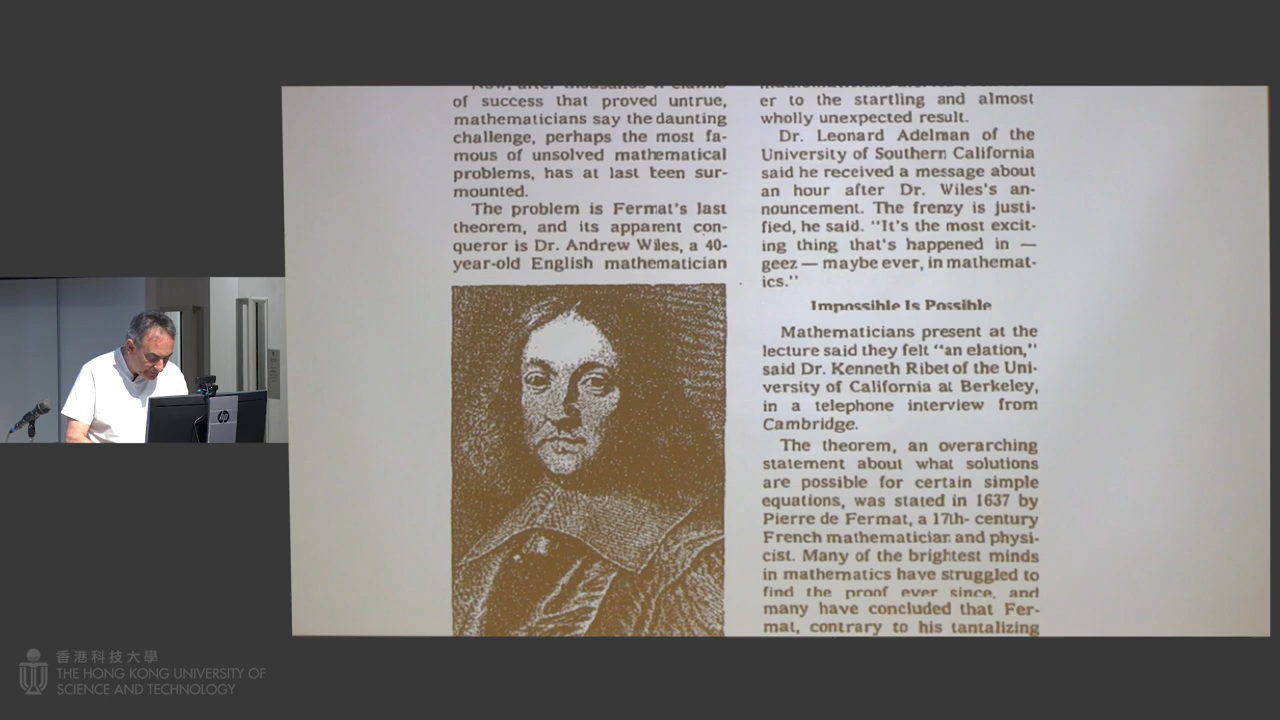 Now, after thousands of claims
of success that proved untrue,
mathematicians say the daunting
challenge, perhaps the most fa-
mous of unsolved mathematical
problems, has at last been sur-
mounted.
The problem is Fermat's last
theorem, and its apparent con-
queror is Dr. Andrew Wiles, a 40-
year-old English mathematician
er to the startling and almost
wholly unexpected result.
Dr. Leonard Adelman of the
University of Southern California
said he received a message about
an hour after Dr. Wiles's an-
nouncement. The frenzy is justi-
fied, he said. "It's the most excit-
ing thing that's happened in —
geez — maybe ever, in mathemat-
ics."
Impossible Is Possible
Mathematicians present at the
lecture said they felt "an elation,"
said Dr. Kenneth Ribet of the Uni-
versity of California at Berkeley,
in a telephone interview from
Cambridge.
The theorem, an overarching
statement about what solutions
are possible for certain simple
equations, was stated in 1637 by
Pierre de Fermat, a 17th- century
French mathematician and physi-
cist. Many of the brightest minds
in mathematics have struggled to
find the proof ever since, and
many have concluded that Fer-
mat, contrary to his tantalizing
hp
香港科技大學
THE HONG KONG UNIVERSITY OF
SCIENCE AND TECHNOLOGY